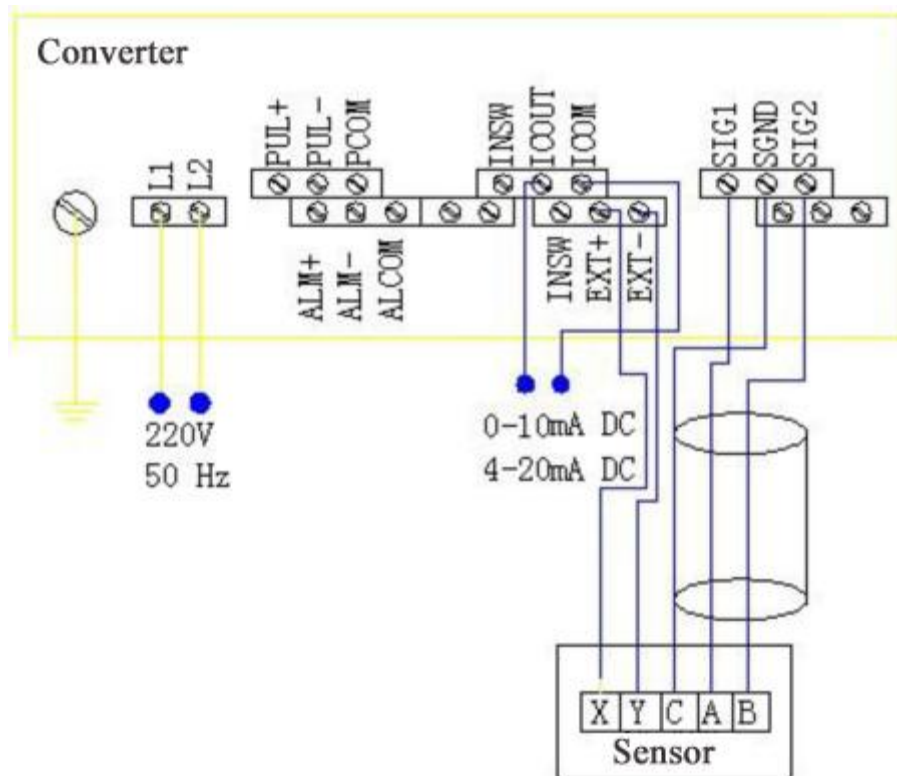 Converter
L1
L2
PUL+
PUL-
PCOM
INSW
ICOUT
ICOM
SIG1
SGND
SIG2
ALM+
ALM-
ALCOM
INSW
EXT+
EXT-
220V
50 Hz
0-10mA DC
4-20mA DC
X Y C A B
Sensor